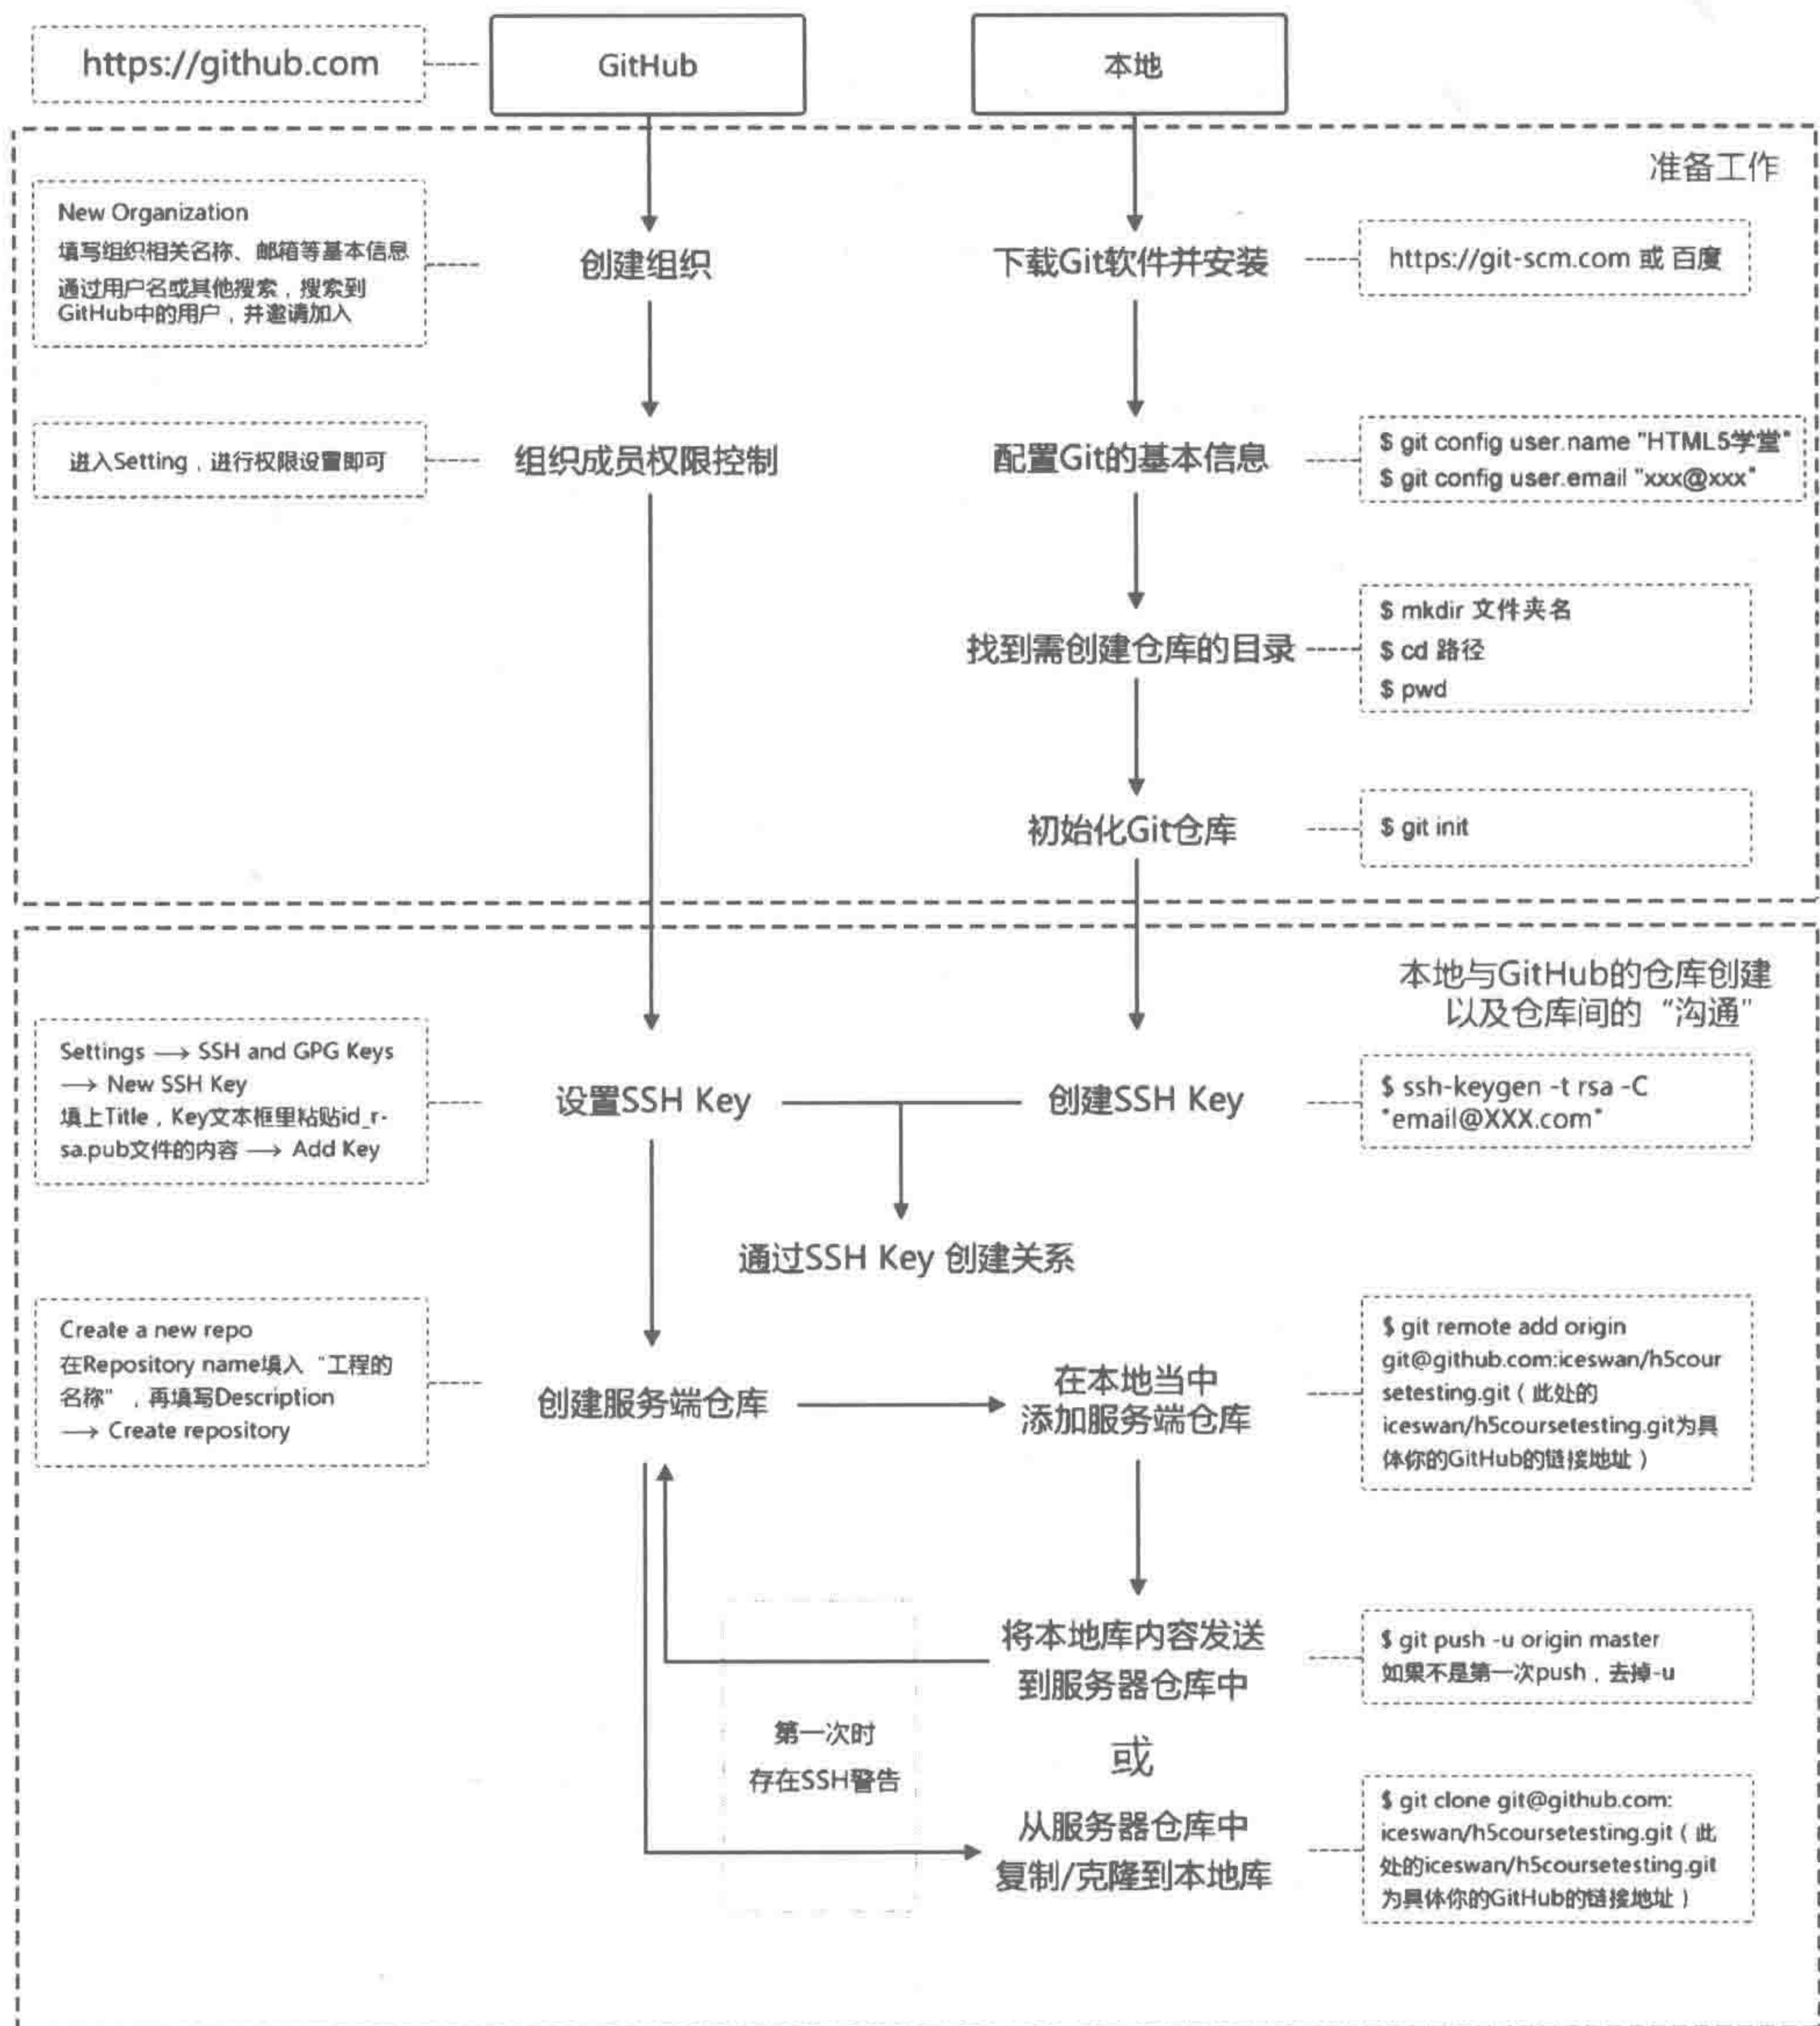 https://github.com
GitHub
本地
准备工作
New Organization
填写组织相关名称、邮箱等基本信息
通过用户名或其他搜索，搜索到
GitHub中的用户，并邀请加入
创建组织
下载Git软件并安装
https://git-scm.com 或 百度
进入Setting，进行权限设置即可
组织成员权限控制
配置Git的基本信息
$ git config user.name "HTML5学堂"
$ git config user.email "xxx@xxx"
找到需创建仓库的目录
$ mkdir 文件夹名
$ cd 路径
$ pwd
初始化Git仓库
$ git init
本地与GitHub的仓库创建
以及仓库间的“沟通”
Settings → SSH and GPG Keys
→ New SSH Key
填上Title，Key文本框里粘贴id_r-
sa.pub文件的内容 → Add Key
设置SSH Key
创建SSH Key
$ ssh-keygen -t rsa -C
"email@XXX.com"
通过SSH Key 创建关系
Create a new repo
在Repository name填入“工程的
名称”，再填写Description
→ Create repository
创建服务端仓库
在本地当中
添加服务端仓库
$ git remote add origin
git@github.com:iceswan/h5cour
setesting.git（此处的
iceswan/h5coursetesting.git为具
体你的GitHub的链接地址）
将本地库内容发送
到服务器仓库中
$ git push -u origin master
如果不是第一次push，去掉-u
第一次时
存在SSH警告
或
从服务器仓库中
复制/克隆到本地库
$ git clone git@github.com:
iceswan/h5coursetesting.git（此
处的iceswan/h5coursetesting.git
为具体你的GitHub的链接地址）